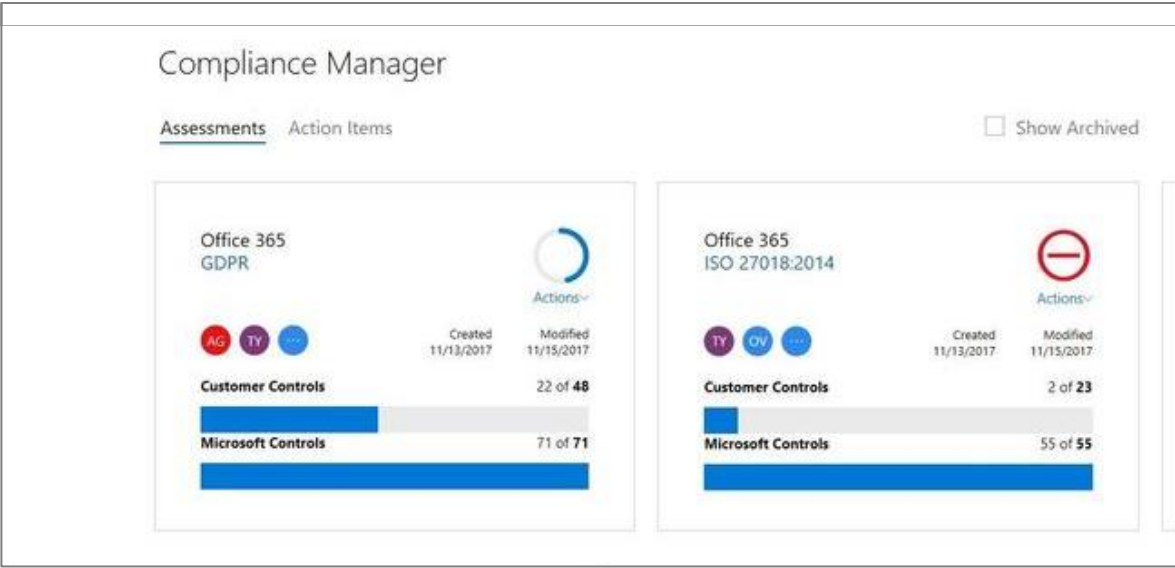 Compliance Manager
Assessments Action Items
Show Archived
Office 365
GDPR
Actions
AG TY ...
Created Modified
11/13/2017 11/15/2017
Customer Controls 22 of 48
Microsoft Controls 71 of 71
Office 365
ISO 27018:2014
Actions
TY OV ...
Created Modified
11/13/2017 11/15/2017
Customer Controls 2 of 23
Microsoft Controls 55 of 55